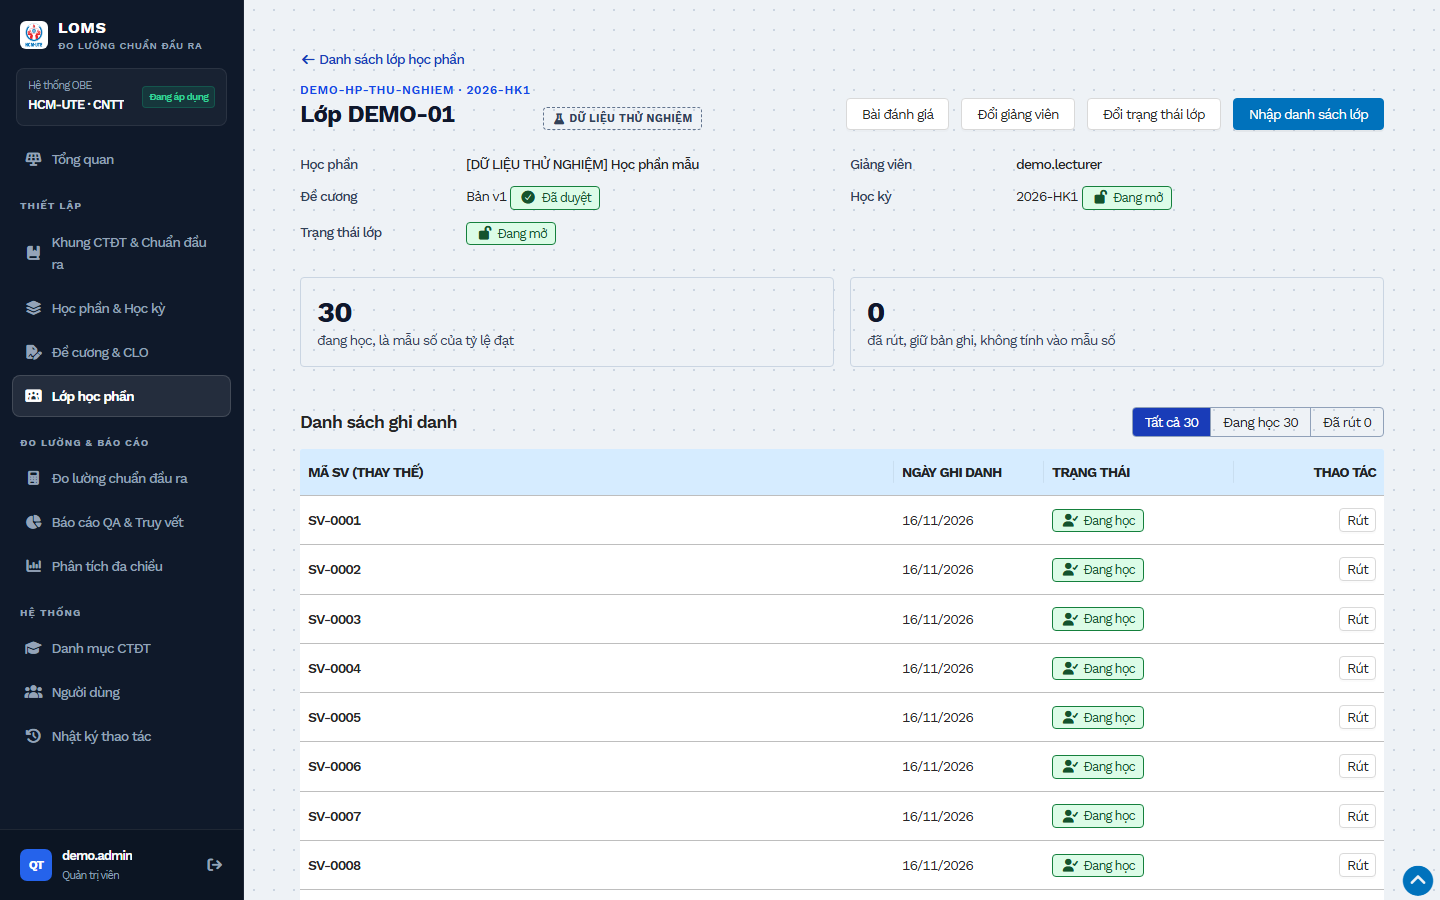 LOMS
ĐO LƯỜNG CHUẨN ĐẦU RA
HCM-UTE
Hệ thống OBE
HCM-UTE · CNTT
Đang áp dụng
Tổng quan
THIẾT LẬP
Khung CTĐT & Chuẩn đầu
ra
Học phần & Học kỳ
Đề cương & CLO
Lớp học phần
ĐO LƯỜNG & BÁO CÁO
Đo lường chuẩn đầu ra
Báo cáo QA & Truy vết
Phân tích đa chiều
HỆ THỐNG
Danh mục CTĐT
Người dùng
Nhật ký thao tác
QT
demo.admin
Quản trị viên
← Danh sách lớp học phần
DEMO-HP-THU-NGHIEM · 2026-HK1
Lớp DEMO-01
DỮ LIỆU THỬ NGHIỆM
Bài đánh giá
Đổi giảng viên
Đổi trạng thái lớp
Nhập danh sách lớp
Học phần [DỮ LIỆU THỬ NGHIỆM] Học phần mẫu
Giảng viên demo.lecturer
Đề cương Bản v1 Đã duyệt
Học kỳ 2026-HK1 Đang mở
Trạng thái lớp Đang mở
30
đang học, là mẫu số của tỷ lệ đạt
0
đã rút, giữ bản ghi, không tính vào mẫu số
Danh sách ghi danh
Tất cả 30 Đang học 30 Đã rút 0
MÃ SV (THAY THẾ) NGÀY GHI DANH TRẠNG THÁI THAO TÁC
SV-0001 16/11/2026 Đang học Rút
SV-0002 16/11/2026 Đang học Rút
SV-0003 16/11/2026 Đang học Rút
SV-0004 16/11/2026 Đang học Rút
SV-0005 16/11/2026 Đang học Rút
SV-0006 16/11/2026 Đang học Rút
SV-0007 16/11/2026 Đang học Rút
SV-0008 16/11/2026 Đang học Rút